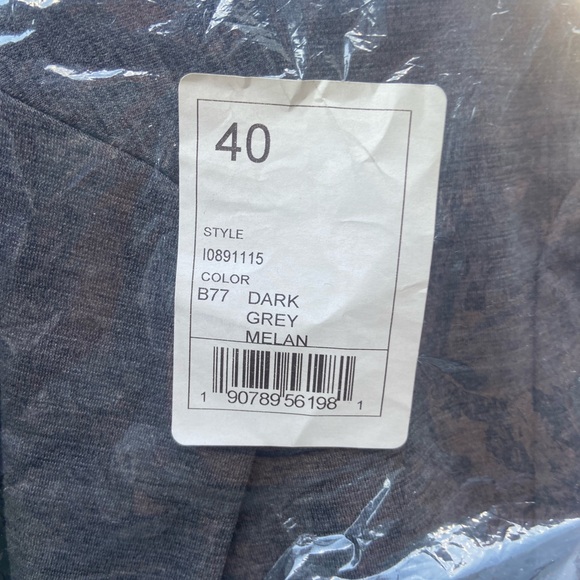 40
STYLE
I0891115
COLOR
B77 DARK
GREY
MELAN
1 90789 56198 1